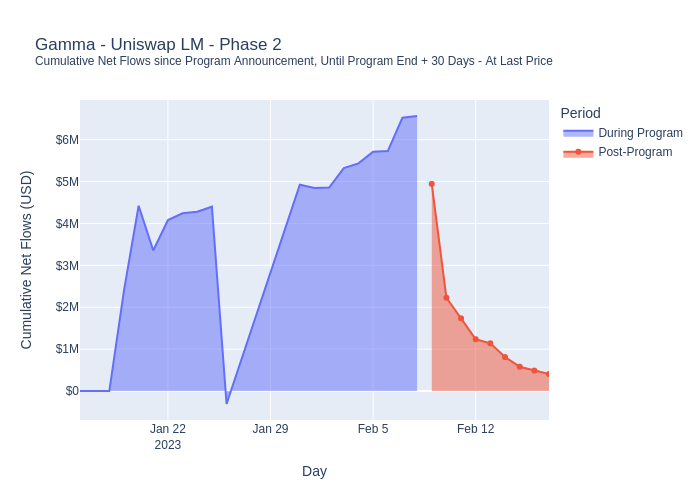 Gamma - Uniswap LM - Phase 2
Cumulative Net Flows since Program Announcement, Until Program End + 30 Days - At Last Price
Period
During Program
Post-Program
Cumulative Net Flows (USD)
$6M
$5M
$4M
$3M
$2M
$1M
$0
Jan 22
2023
Jan 29
Feb 5
Feb 12
Day